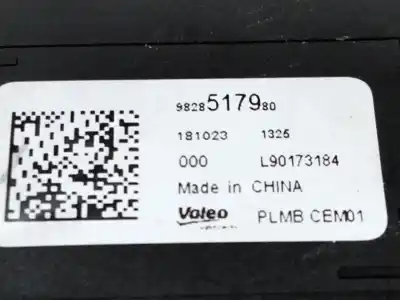 9828517980
181023 1325
000 L90173184
Made in CHINA
Valeo PLMB CEM01